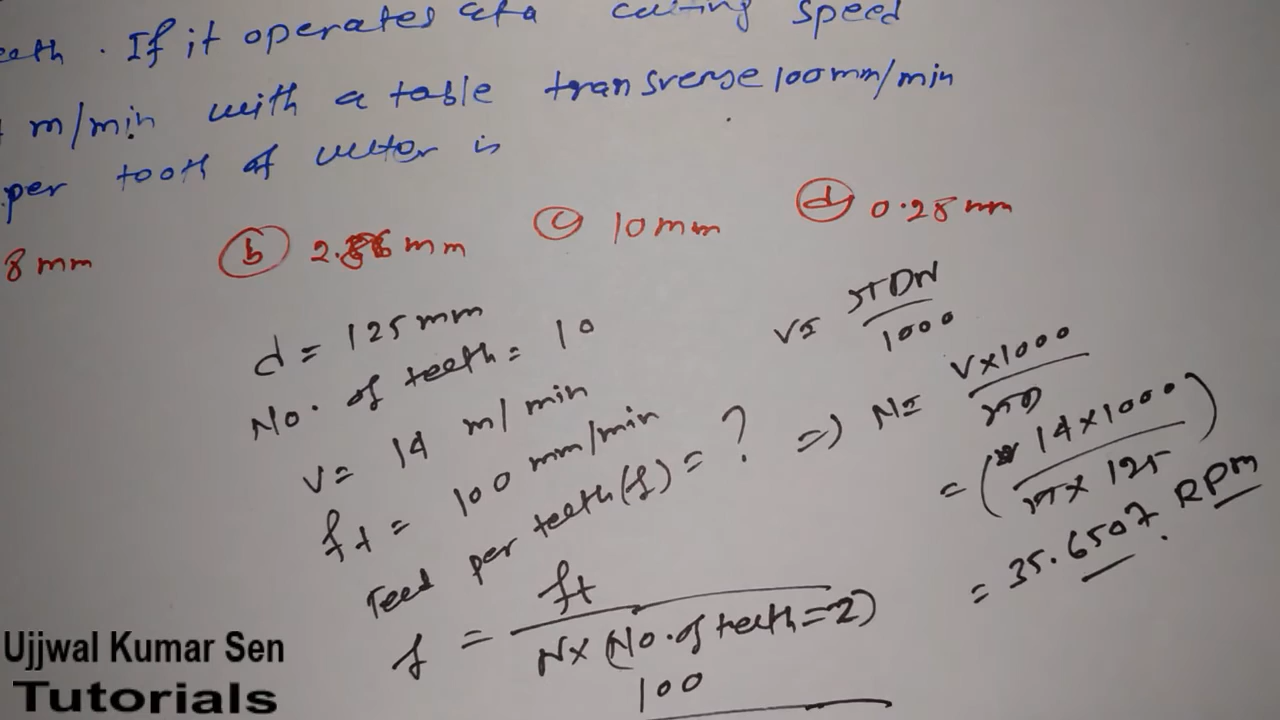 eeth. If it operates at a cutting speed
m/min with a table transverse 100mm/min
per tooth of cutter is
8 mm (b) 2.86 mm (c) 10 mm (d) 0.28 mm
d = 125 mm
No. of teeth = 10
V = 14 m/min
ft = 100 mm/min
Feed per teeth (f) = ?
f = ft / N × (No. of teeth = Z)
100
V = πDN / 1000
=> N = V×1000 / πD
= (14×1000 / π× 125)
= 35.6507 RPM
Ujjwal Kumar Sen
Tutorials